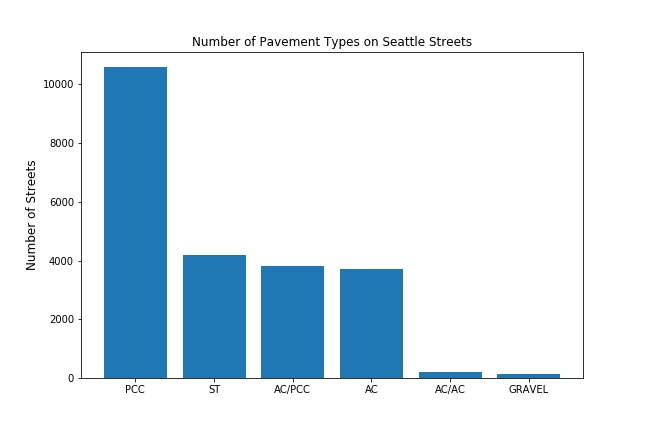 Number of Pavement Types on Seattle Streets
Number of Streets
10000
8000
6000
4000
2000
0
PCC ST AC/PCC AC AC/AC GRAVEL